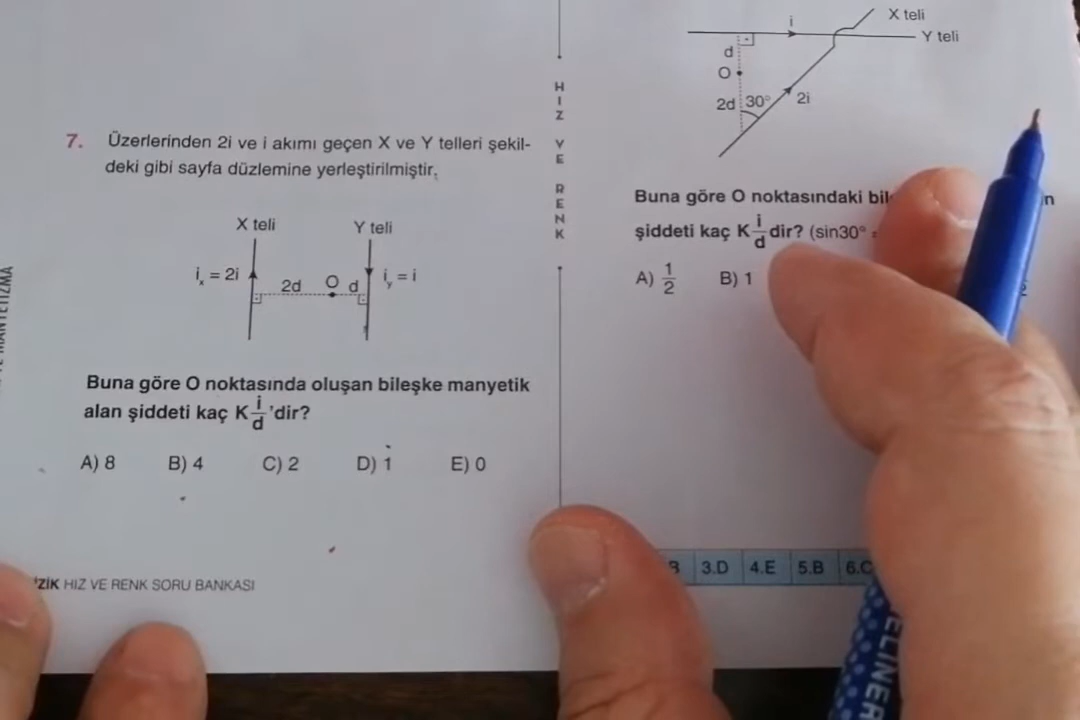 7. Üzerlerinden 2i ve i akımı geçen X ve Y telleri şekil-
deki gibi sayfa düzlemine yerleştirilmiştir.
X teli
Y teli
iₓ = 2i
2d
O
d
iᵧ = i
Buna göre O noktasında oluşan bileşke manyetik
alan şiddeti kaç K i/d 'dir?
A) 8 B) 4 C) 2 D) 1 E) 0
HIZ VE RENK SORU BANKASI
HIZ VE RENK
i
X teli
Y teli
d
O
2d
30°
2i
Buna göre O noktasındaki
şiddeti kaç K i/d dir? (sin30°
A) 1/2 B) 1
3.D 4.E 5.B 6.C